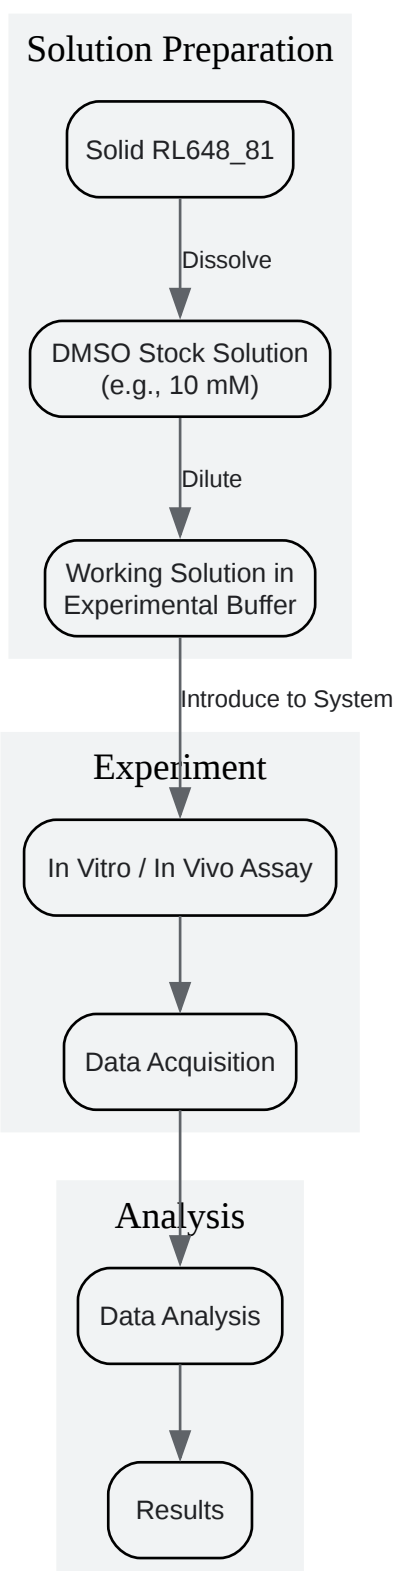 Solution Preparation
Solid RL648_81
Dissolve
DMSO Stock Solution
(e.g., 10 mM)
Dilute
Working Solution in
Experimental Buffer
Introduce to System
Experiment
In Vitro / In Vivo Assay
Data Acquisition
Analysis
Data Analysis
Results